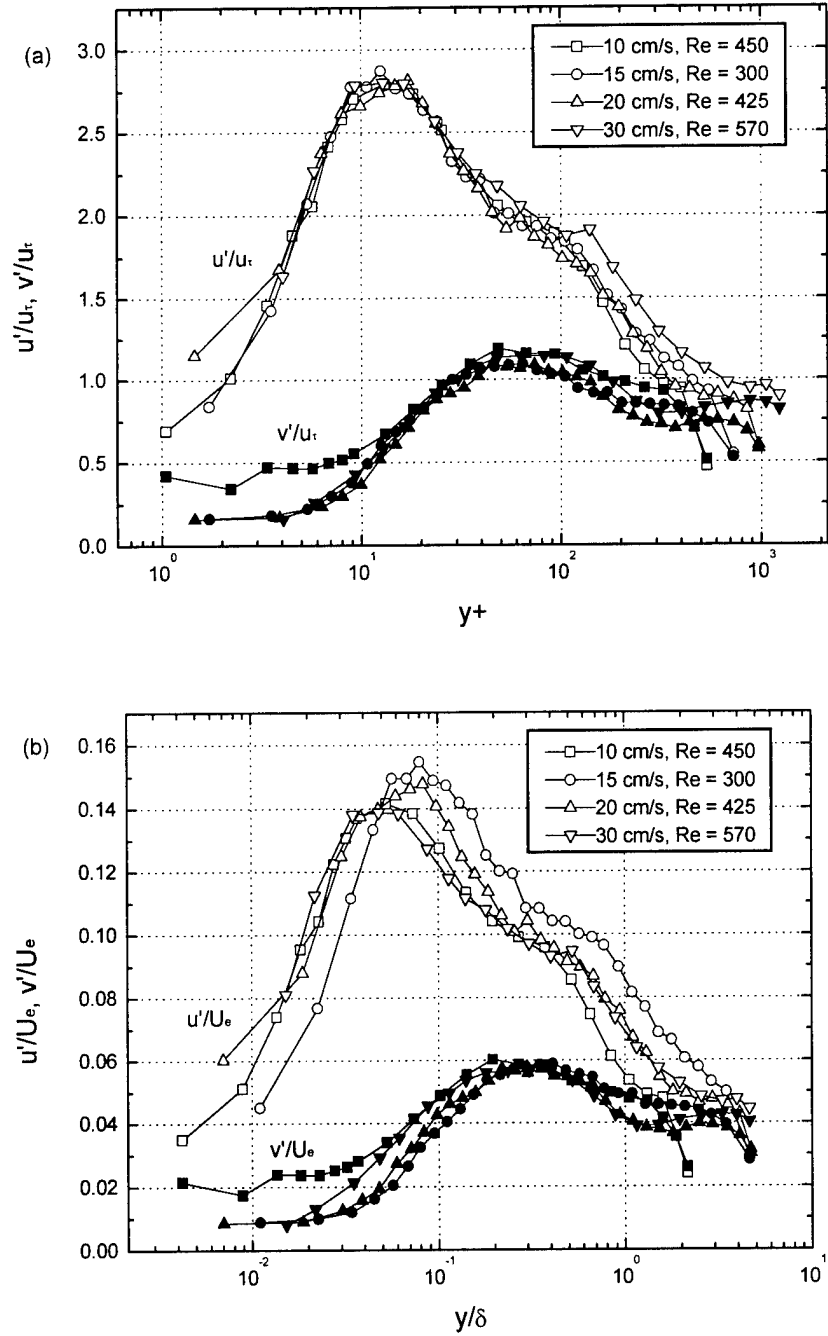 (a)
3.0
2.5
2.0
1.5
1.0
0.5
0.0
u'/uτ, v'/uτ
10 cm/s, Re = 450
15 cm/s, Re = 300
20 cm/s, Re = 425
30 cm/s, Re = 570
u'/uτ
v'/uτ
10⁰
10¹
10²
10³
y+
(b)
0.16
0.14
0.12
0.10
0.08
0.06
0.04
0.02
0.00
u'/Ue, v'/Ue
10 cm/s, Re = 450
15 cm/s, Re = 300
20 cm/s, Re = 425
30 cm/s, Re = 570
u'/Ue
v'/Ue
10⁻²
10⁻¹
10⁰
10¹
y/δ